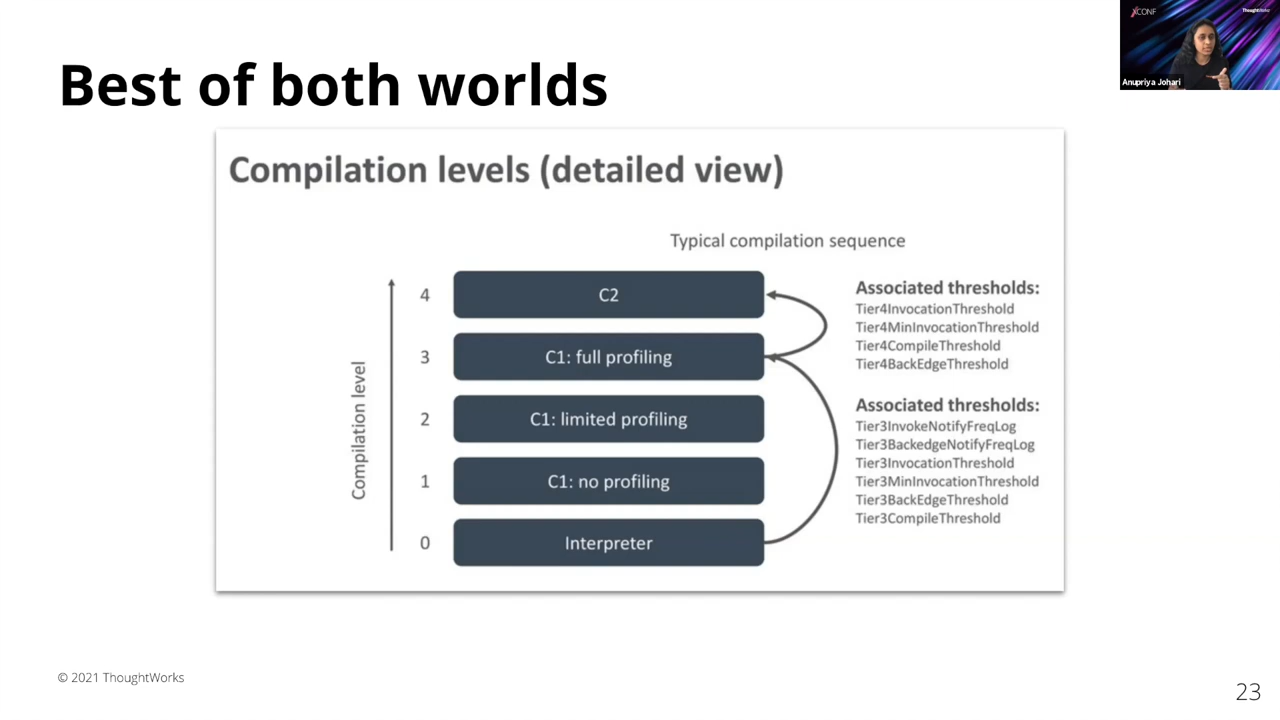 XCONF
ThoughtWorks
Anupriya Johari
Best of both worlds
Compilation levels (detailed view)
Typical compilation sequence
Compilation level
4
C2
3
C1: full profiling
2
C1: limited profiling
1
C1: no profiling
0
Interpreter
Associated thresholds:
Tier4InvocationThreshold
Tier4MinInvocationThreshold
Tier4CompileThreshold
Tier4BackEdgeThreshold
Associated thresholds:
Tier3InvokeNotifyFreqLog
Tier3BackedgeNotifyFreqLog
Tier3InvocationThreshold
Tier3MinInvocationThreshold
Tier3BackEdgeThreshold
Tier3CompileThreshold
© 2021 ThoughtWorks
23